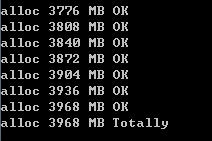 alloc 3776 MB OK
alloc 3808 MB OK
alloc 3840 MB OK
alloc 3872 MB OK
alloc 3904 MB OK
alloc 3936 MB OK
alloc 3968 MB OK
alloc 3968 MB Totally